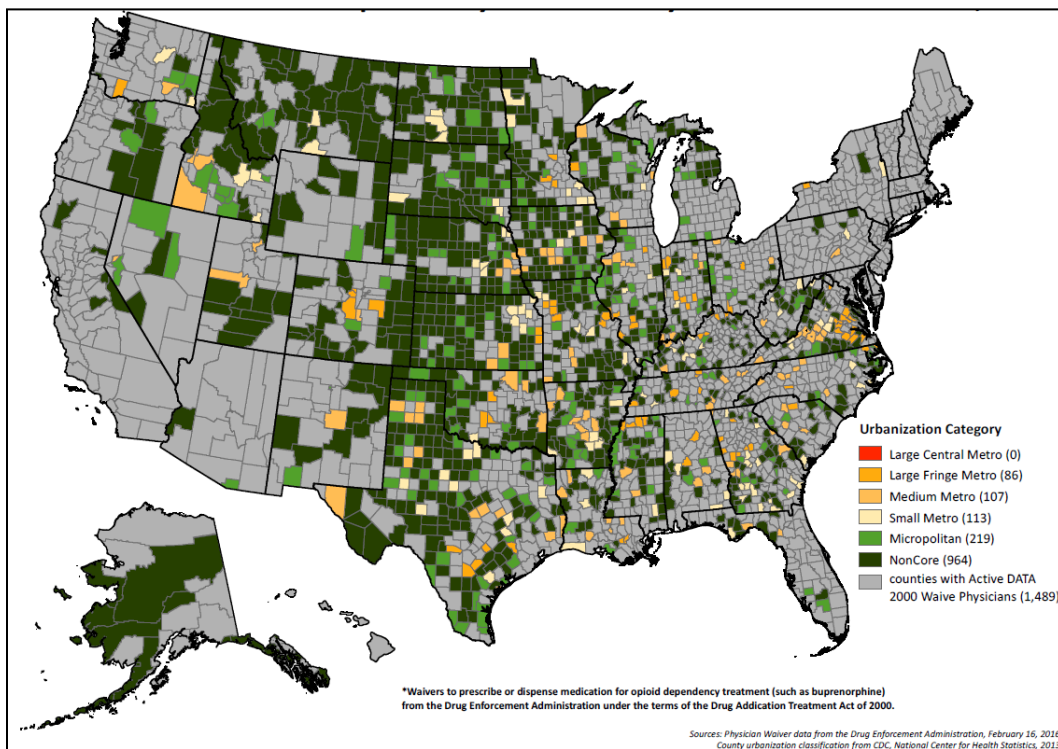 Urbanization Category
Large Central Metro (0)
Large Fringe Metro (86)
Medium Metro (107)
Small Metro (113)
Micropolitan (219)
NonCore (964)
counties with Active DATA
2000 Waive Physicians (1,489)
*Waivers to prescribe or dispense medication for opioid dependency treatment (such as buprenorphine)
from the Drug Enforcement Administration under the terms of the Drug Addication Treatment Act of 2000.
Sources: Physician Waiver data from the Drug Enforcement Administration, February 16, 201
County urbanization classification from CDC, National Center for Health Statistics, 201